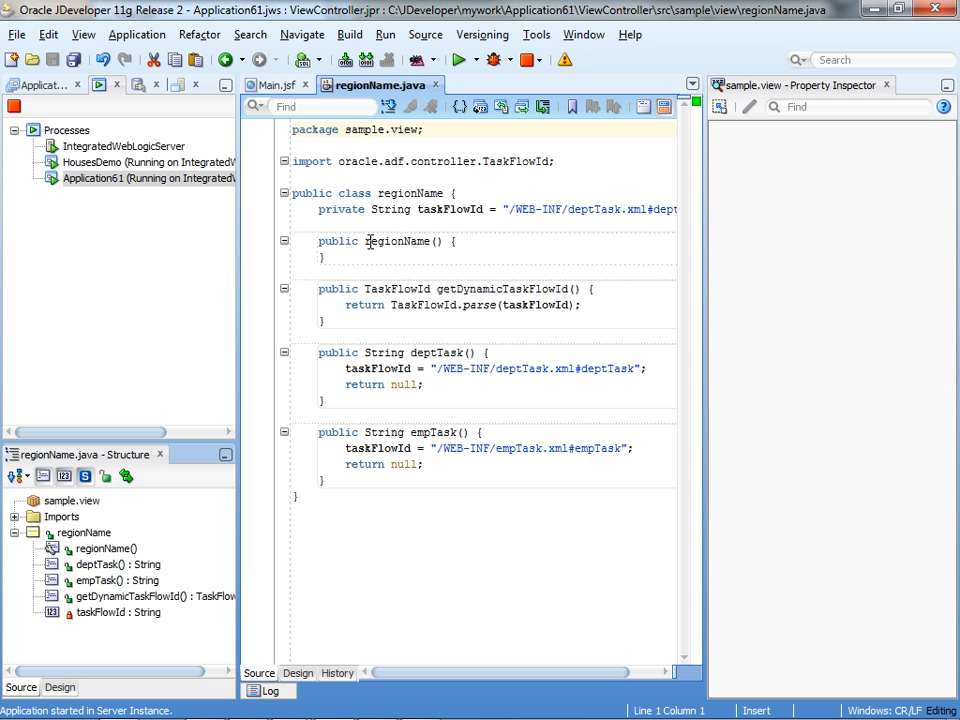 Oracle JDeveloper 11g Release 2 - Application61.jws : ViewController.jpr : C:\JDeveloper\mywork\Application61\ViewController\src\sample\view\regionName.java
File Edit View Application Refactor Search Navigate Build Run Source Versioning Tools Window Help
Search
Applicat...
Processes
IntegratedWebLogicServer
HousesDemo (Running on IntegratedW
Application61 (Running on IntegratedW
Main.jsf
regionName.java
Find
package sample.view;
import oracle.adf.controller.TaskFlowId;
public class regionName {
private String taskFlowId = "/WEB-INF/deptTask.xml#dept
public regionName() {
}
public TaskFlowId getDynamicTaskFlowId() {
return TaskFlowId.parse(taskFlowId);
}
public String deptTask() {
taskFlowId = "/WEB-INF/deptTask.xml#deptTask";
return null;
}
public String empTask() {
taskFlowId = "/WEB-INF/empTask.xml#empTask";
return null;
}
}
Source Design History
Log
sample.view - Property Inspector
Find
regionName.java - Structure
sample.view
Imports
regionName
regionName()
deptTask() : String
empTask() : String
getDynamicTaskFlowId() : TaskFlow
taskFlowId : String
Source Design
Application started in Server Instance.
Line 1 Column 1
Insert
Windows: CR/LF
Editing